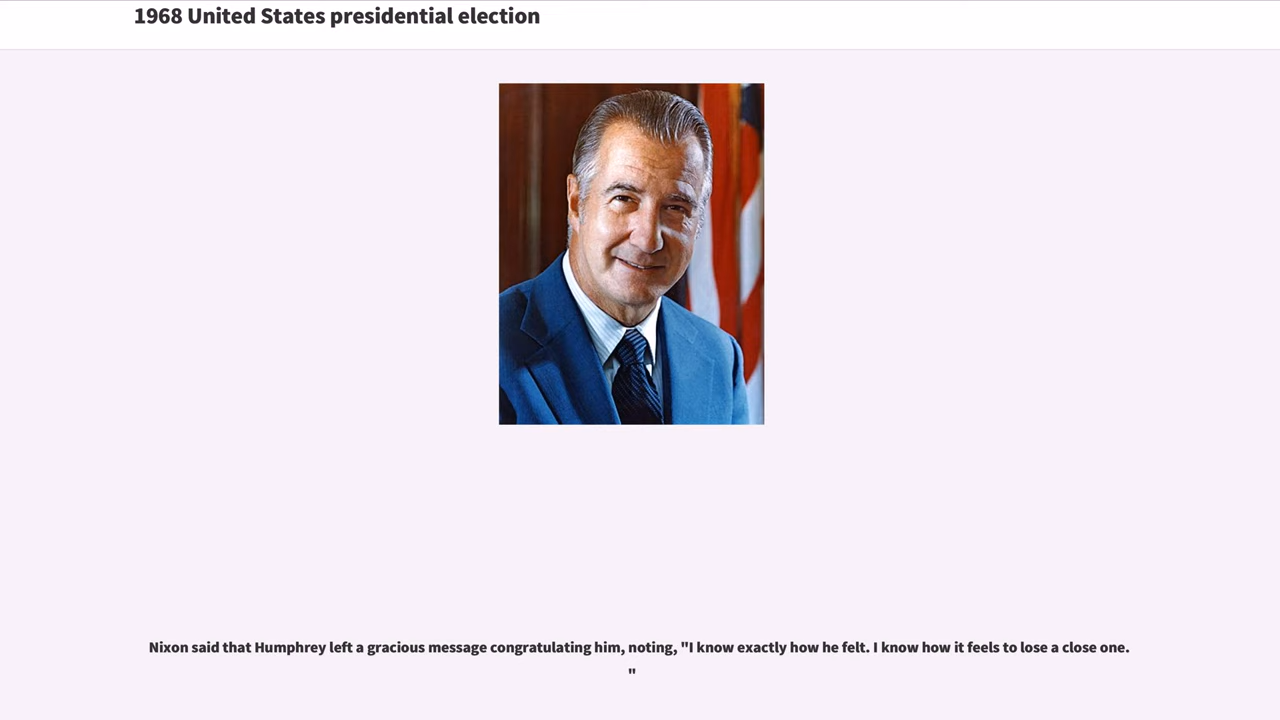 1968 United States presidential election
Nixon said that Humphrey left a gracious message congratulating him, noting, "I know exactly how he felt. I know how it feels to lose a close one.
"